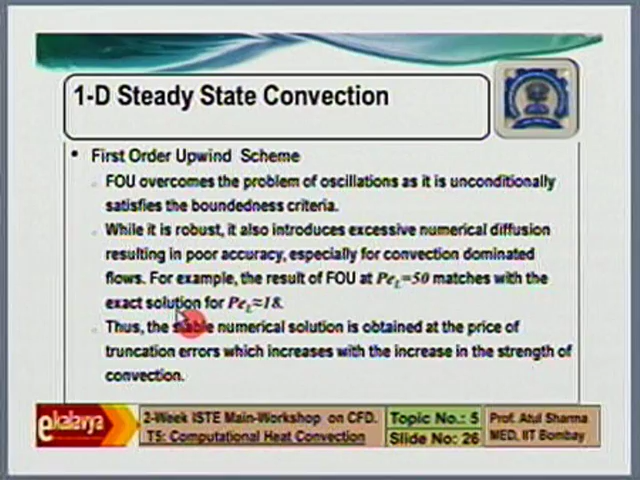 1-D Steady State Convection
First Order Upwind Scheme
FOU overcomes the problem of oscillations as it is unconditionally
satisfies the boundedness criteria.
While it is robust, it also introduces excessive numerical diffusion
resulting in poor accuracy, especially for convection dominated
flows. For example, the result of FOU at PeL=50 matches with the
exact solution for PeL≈18.
Thus, the stable numerical solution is obtained at the price of
truncation errors which increases with the increase in the strength of
convection.
ekalavya
2-Week ISTE Main-Workshop on CFD.
T5: Computational Heat Convection
Topic No.: 5
Slide No.: 26
Prof. Atul Sharma
MED, IIT Bombay